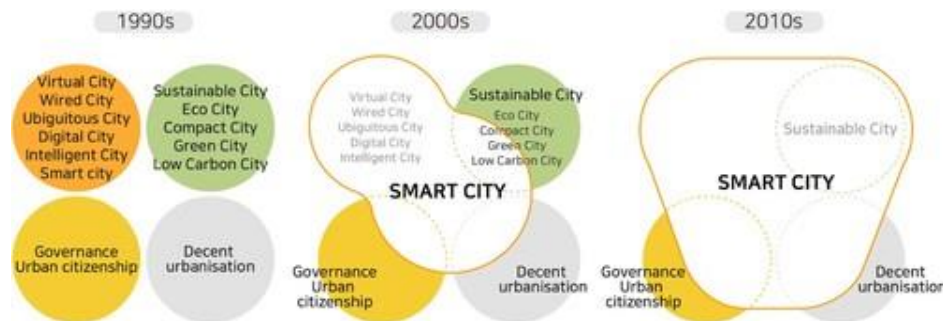 1990s
Virtual City
Wired City
Ubiquitous City
Digital City
Intelligent City
Smart city
Sustainable City
Eco City
Compact City
Green City
Low Carbon City
Governance
Urban citizenship
Decent
urbanisation
2000s
Virtual City
Wired City
Ubiquitous City
Digital City
Intelligent City
Sustainable City
Eco City
Compact City
Green City
Low Carbon City
SMART CITY
Governance
Urban
citizenship
Decent
urbanisation
2010s
Sustainable City
SMART CITY
Governance
Urban
citizenship
Decent
urbanisation